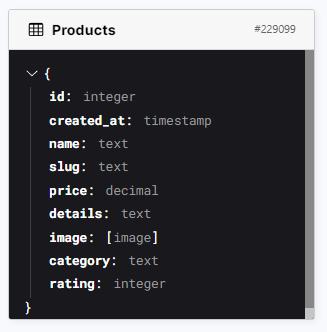 Products #229099
{
id: integer
created_at: timestamp
name: text
slug: text
price: decimal
details: text
image: [image]
category: text
rating: integer
}